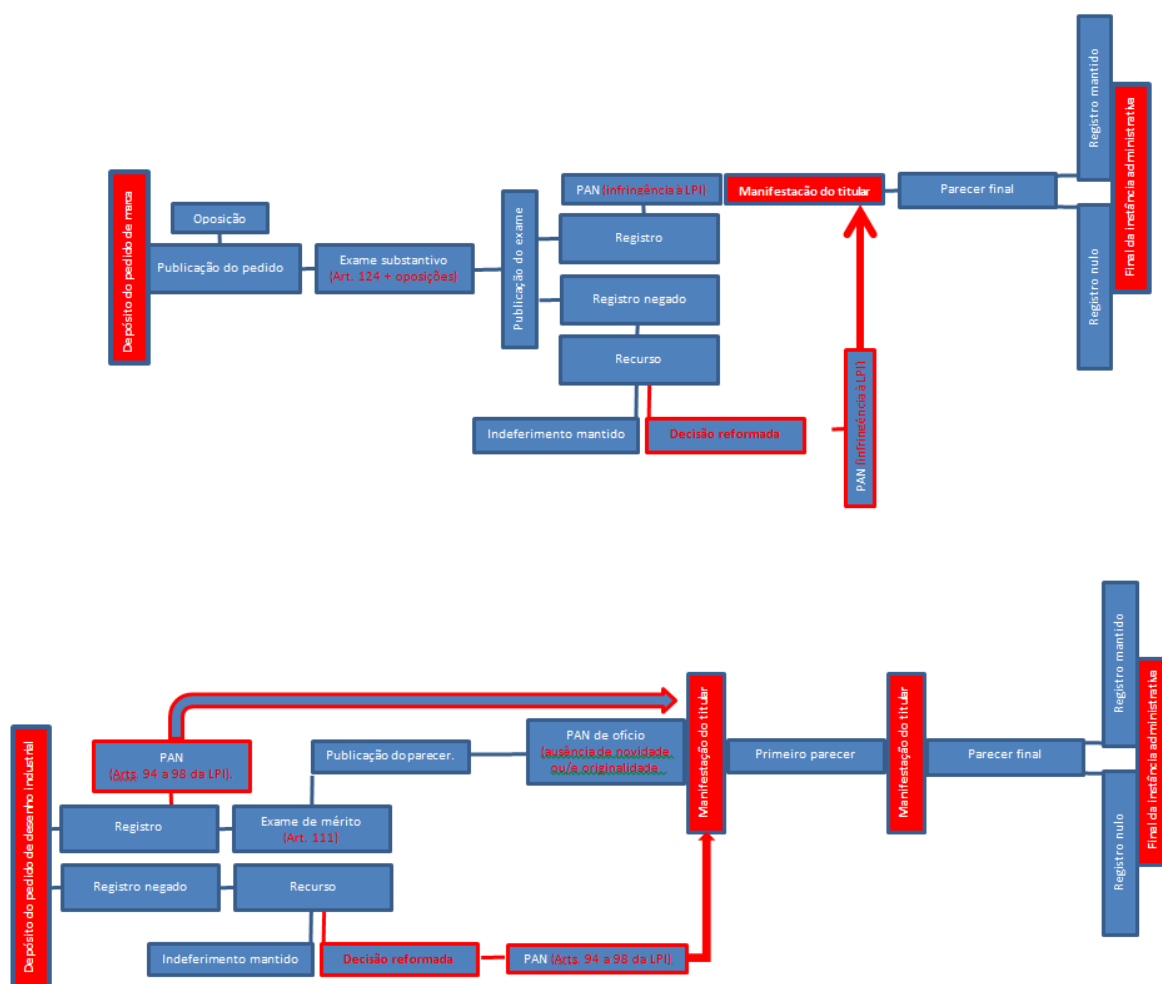 Depósito do pedido de marca
Oposição
Publicação do pedido
Exame substantivo
(Art. 124 + oposições)
Publicação do exame
PAN (infringência à LPI)
Registro
Registro negado
Recurso
Indeferimento mantido
Decisão reformada
PAN (infringência à LPI)
Manifestacão do titular
Parecer final
Registro mantido
Registro nulo
Final da instância administrativa
Depósito do pedido de desenho industrial
PAN
(Arts. 94 a 98 da LPI).
Registro
Exame de mérito
(Art. 111)
Publicação do parecer.
PAN de ofício
(ausência de novidade
ou/e originalidade.
Registro negado
Recurso
Indeferimento mantido
Decisão reformada
PAN (Arts. 94 a 98 da LPI).
Manifestação do titular
Primeiro parecer
Manifestação do titular
Parecer final
Registro mantido
Registro nulo
Final da instância administrativa